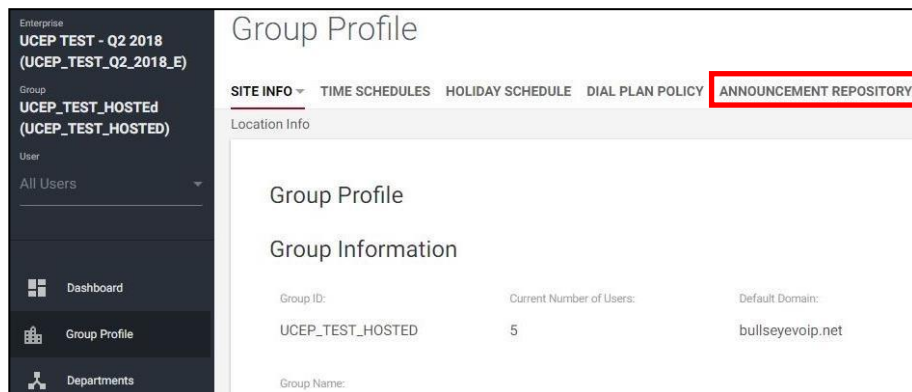 Enterprise
UCEP TEST - Q2 2018
(UCEP_TEST_Q2_2018_E)
Group
UCEP_TEST_HOSTEd
(UCEP_TEST_HOSTED)
User
All Users
Dashboard
Group Profile
Departments
Group Profile
SITE INFO TIME SCHEDULES HOLIDAY SCHEDULE DIAL PLAN POLICY ANNOUNCEMENT REPOSITORY
Location Info
Group Profile
Group Information
Group ID: Current Number of Users: Default Domain:
UCEP_TEST_HOSTED 5 bullseyevoip.net
Group Name: